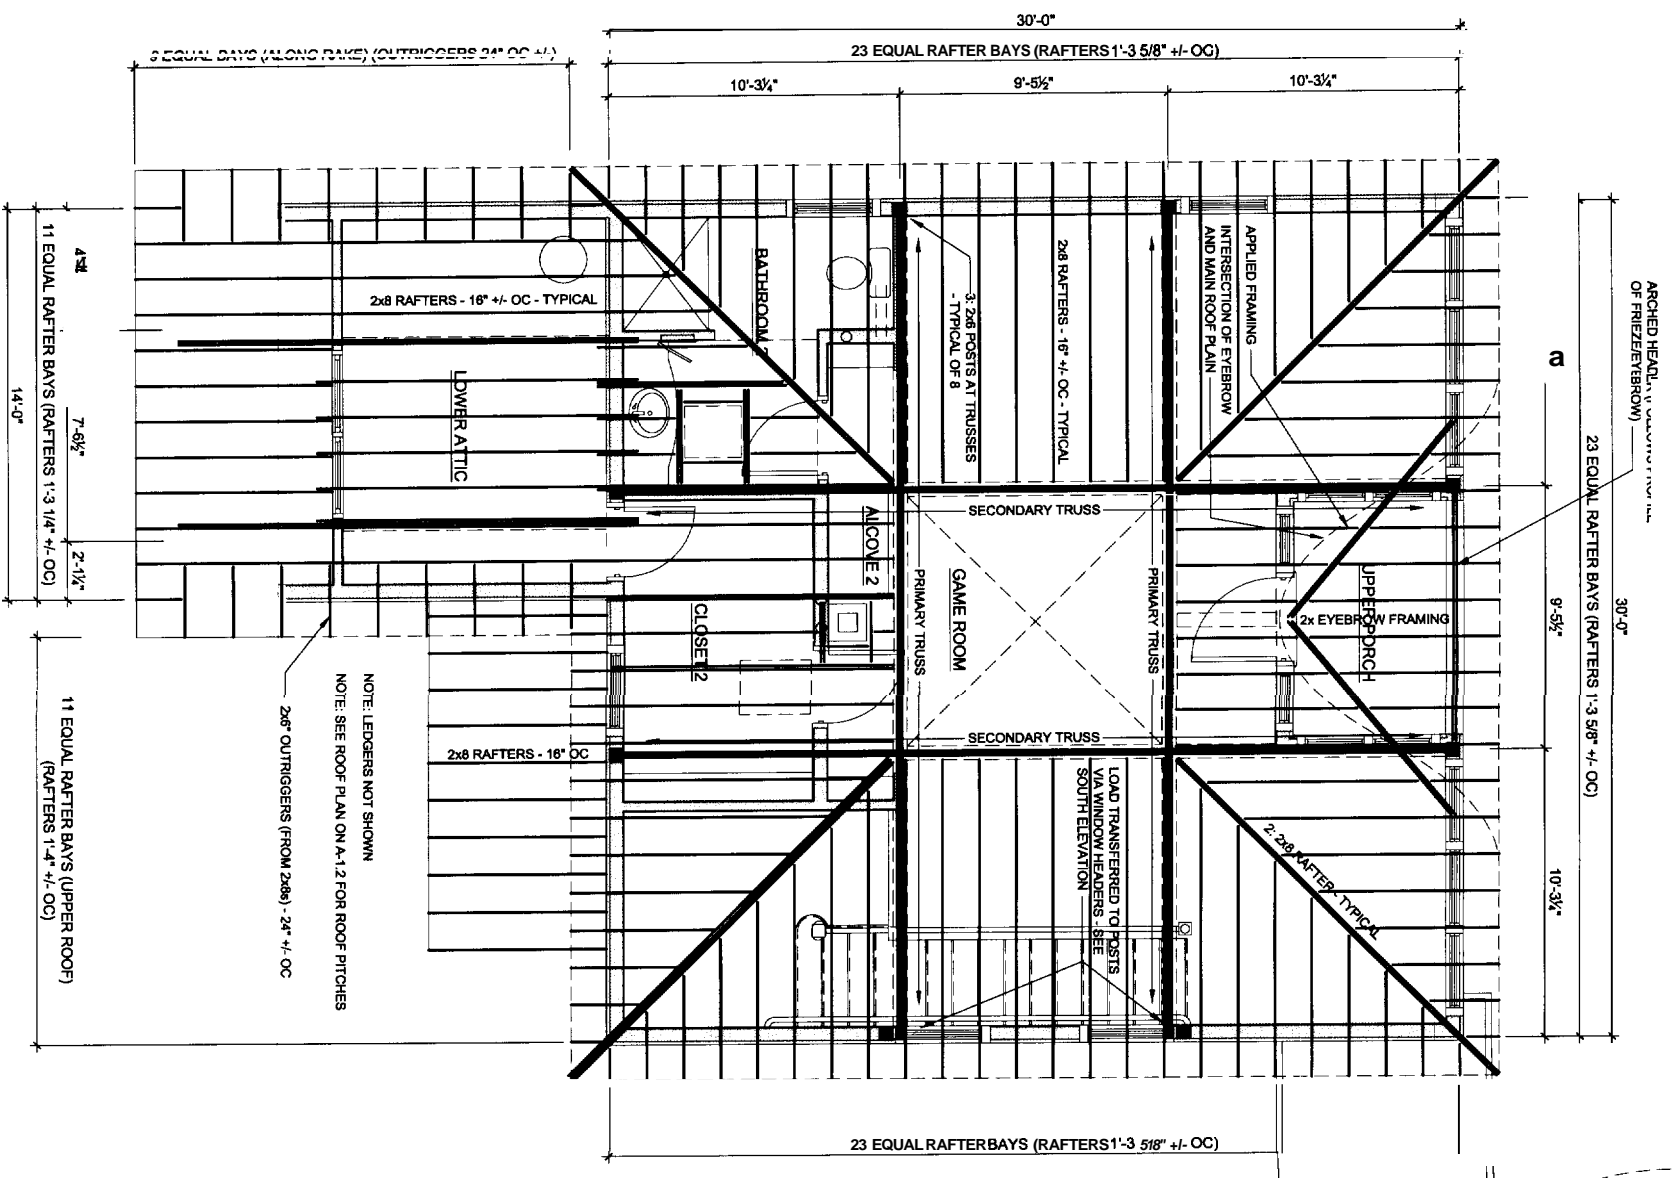 30'-0"
9 EQUAL BAYS (ALONG RAKE) (OUTRIGGERS 24" OC +/-)
23 EQUAL RAFTER BAYS (RAFTERS 1'-3 5/8" +/- OC)
10'-3¼"
9'-5½"
10'-3¼"
ARCHED HEADER
OF FRIEZE/EYEBROW)
a
APPLIED FRAMING
INTERSECTION OF EYEBROW
AND MAIN ROOF PLAIN
2x8 RAFTERS - 16" +/- OC - TYPICAL
3: 2x6 POSTS AT TRUSSES
- TYPICAL OF 8
BATHROOM
2x8 RAFTERS - 16" +/- OC - TYPICAL
LOWER ATTIC
11 EQUAL RAFTER BAYS (RAFTERS 1'-3 1/4" +/- OC)
14'-0"
7'-6½"
2'-1¼"
SECONDARY TRUSS
ALCOVE 2
PRIMARY TRUSS
GAME ROOM
PRIMARY TRUSS
UPPER PORCH
2x EYEBROW FRAMING
CLOSET 2
SECONDARY TRUSS
30'-0"
23 EQUAL RAFTER BAYS (RAFTERS 1'-3 5/8" +/- OC)
9'-5½"
10'-3¼"
2x8 RAFTERS - 16" OC
NOTE: LEDGERS NOT SHOWN
NOTE: SEE ROOF PLAN ON A-1.2 FOR ROOF PITCHES
2x6" OUTRIGGERS (FROM 2x8s) - 24" +/- OC
11 EQUAL RAFTER BAYS (UPPER ROOF)
(RAFTERS 1'-4" +/- OC)
LOAD TRANSFERRED TO POSTS
VIA WINDOW HEADERS - SEE
SOUTH ELEVATION
2: 2x8 RAFTER - TYPICAL
23 EQUAL RAFTER BAYS (RAFTERS 1'-3 518" +/- OC)